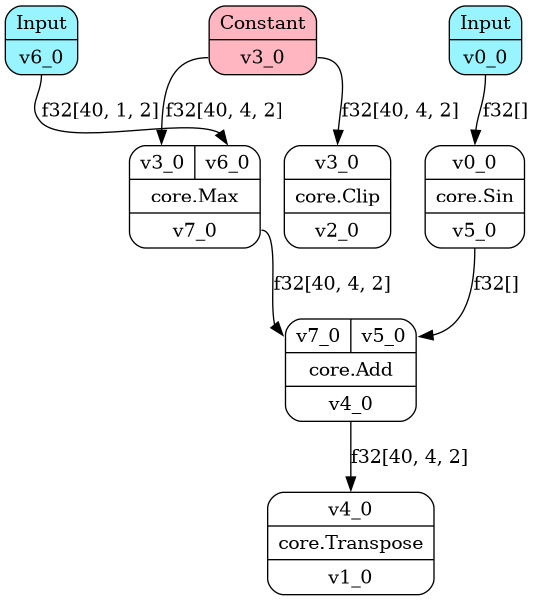 Input
Constant
Input
v6_0
v3_0
v0_0
f32[40, 1, 2]
f32[40, 4, 2]
f32[40, 4, 2]
f32[]
v3_0
v6_0
v3_0
v0_0
core.Max
core.Clip
core.Sin
v7_0
v2_0
v5_0
f32[40, 4, 2]
f32[]
v7_0
v5_0
core.Add
v4_0
f32[40, 4, 2]
v4_0
core.Transpose
v1_0